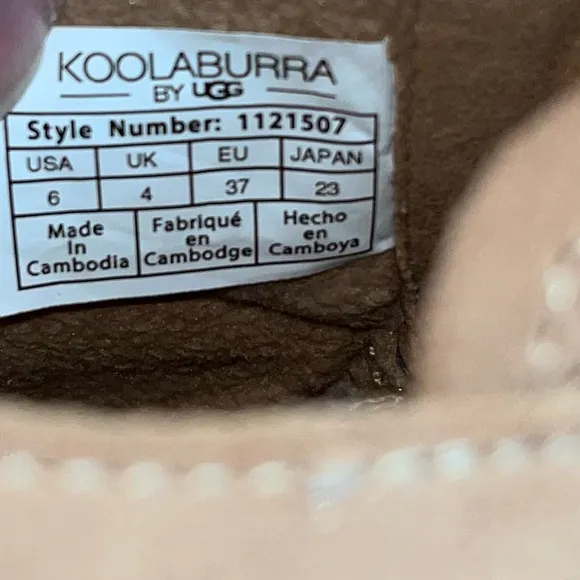 KOOLABURRA
BY UGG
Style Number: 1121507
USA UK EU JAPAN
6 4 37 23
Made Fabriqué Hecho
In en en
Cambodia Cambodge Camboya